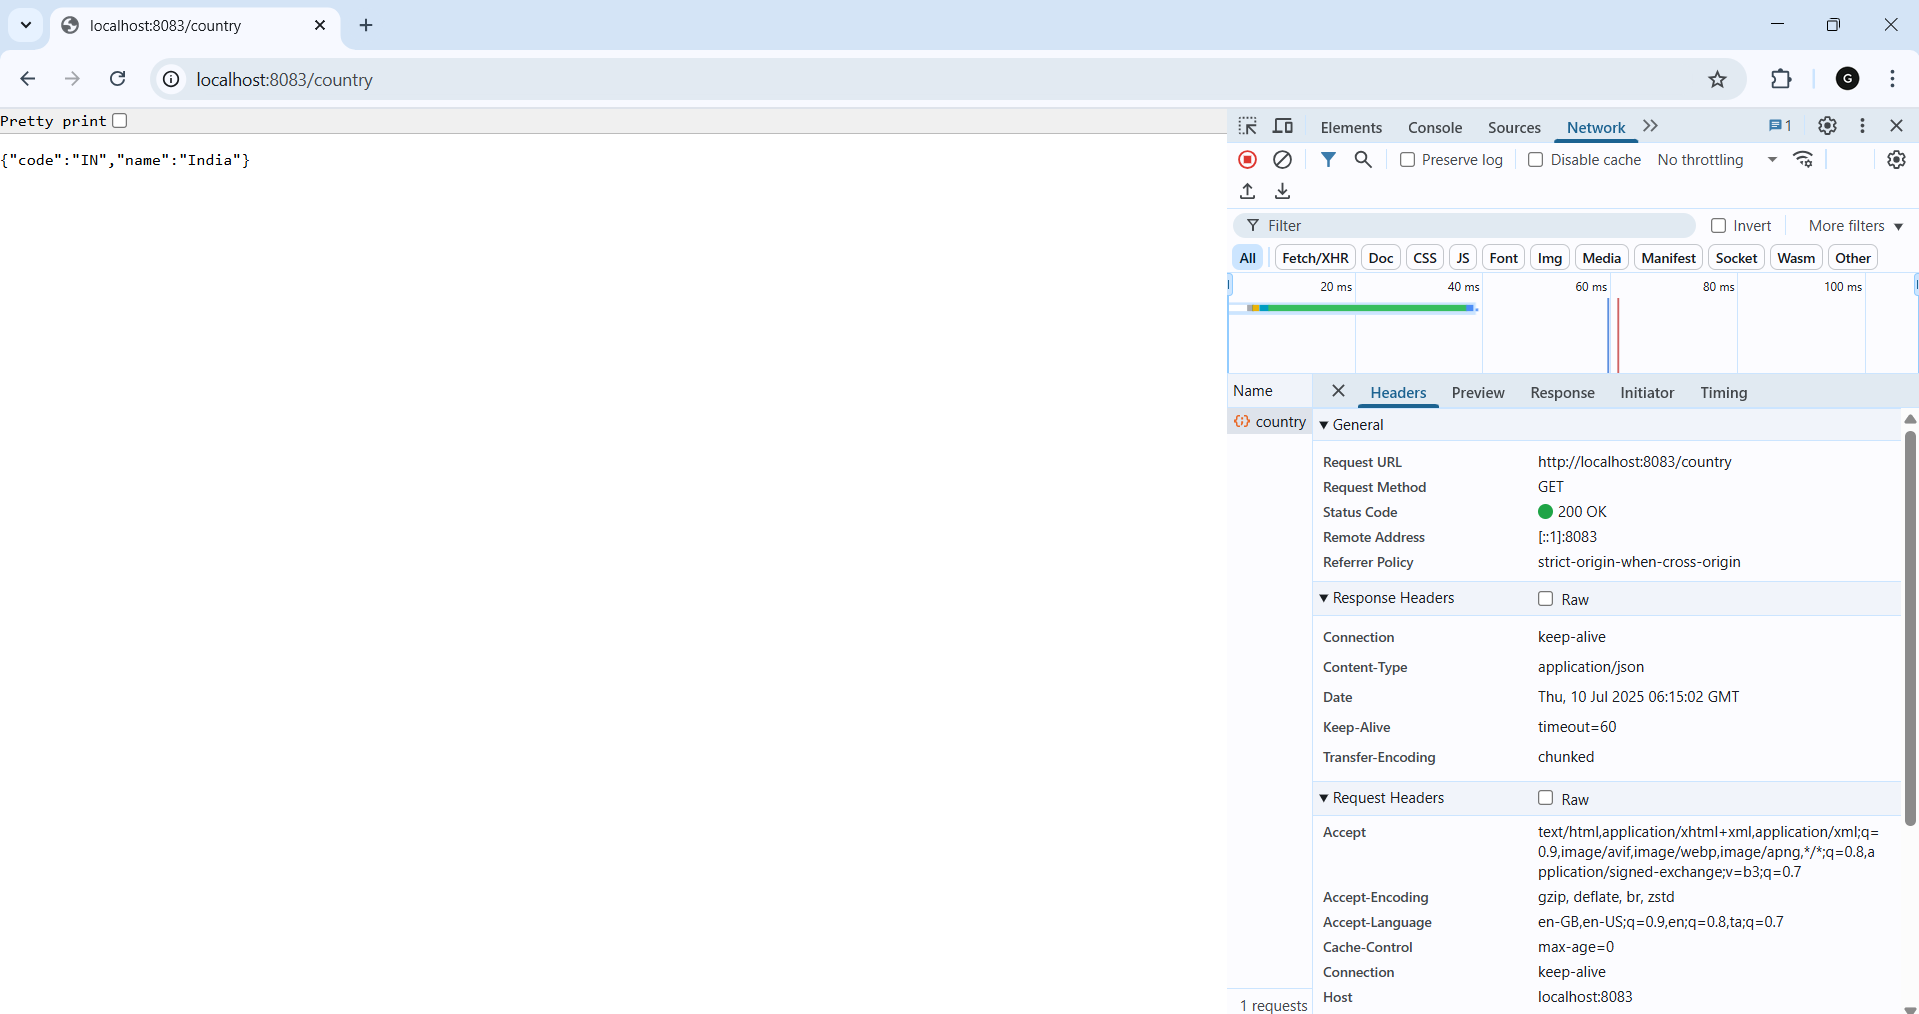 localhost:8083/country
localhost:8083/country
G
Pretty print
{"code":"IN","name":"India"}
Elements Console Sources Network 1
Preserve log Disable cache No throttling
Filter Invert More filters
All Fetch/XHR Doc CSS JS Font Img Media Manifest Socket Wasm Other
20 ms 40 ms 60 ms 80 ms 100 ms
Name Headers Preview Response Initiator Timing
country
General
Request URL http://localhost:8083/country
Request Method GET
Status Code 200 OK
Remote Address [::1]:8083
Referrer Policy strict-origin-when-cross-origin
Response Headers Raw
Connection keep-alive
Content-Type application/json
Date Thu, 10 Jul 2025 06:15:02 GMT
Keep-Alive timeout=60
Transfer-Encoding chunked
Request Headers Raw
Accept text/html,application/xhtml+xml,application/xml;q=
0.9,image/avif,image/webp,image/apng,*/*;q=0.8,a
pplication/signed-exchange;v=b3;q=0.7
Accept-Encoding gzip, deflate, br, zstd
Accept-Language en-GB,en-US;q=0.9,en;q=0.8,ta;q=0.7
Cache-Control max-age=0
Connection keep-alive
Host localhost:8083
1 requests